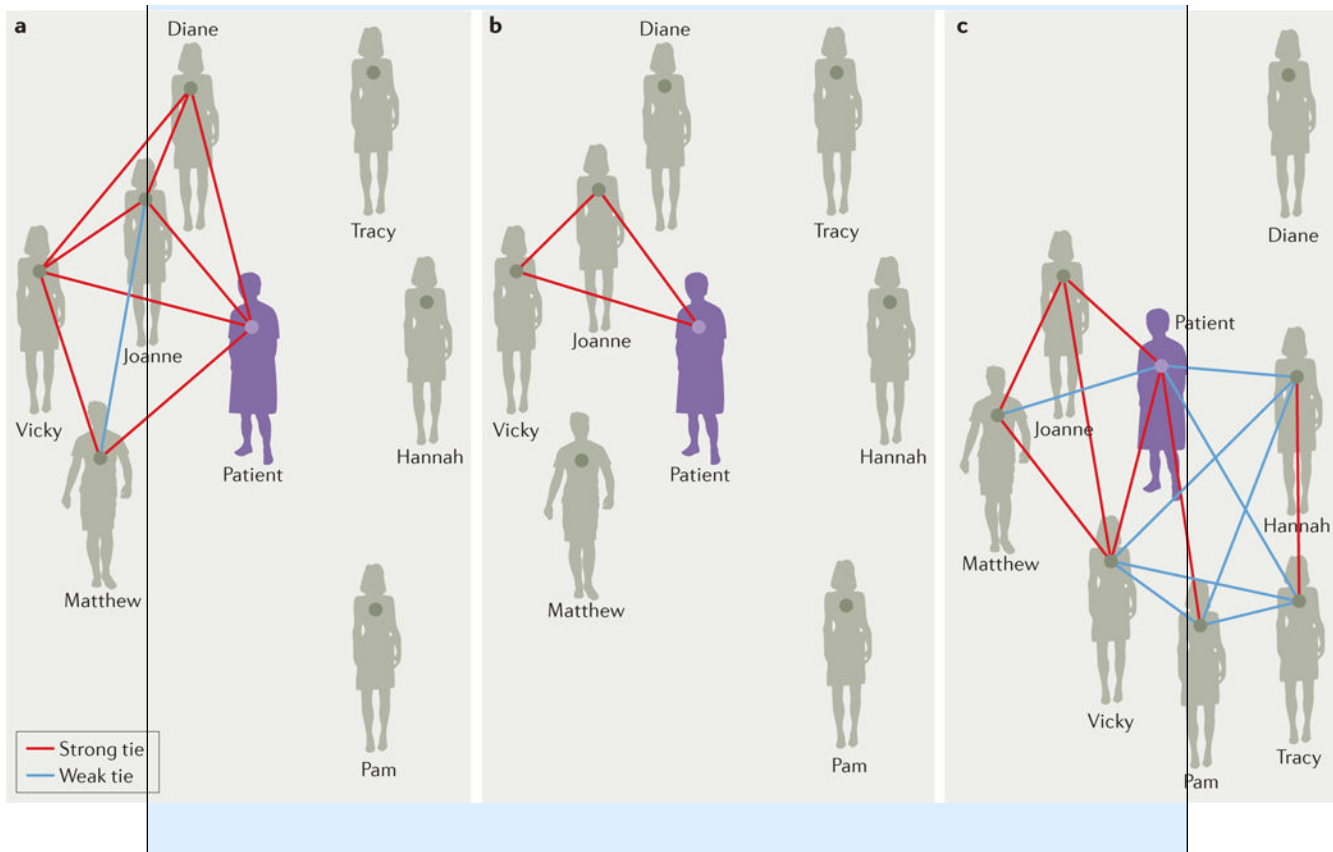 a
Diane
Tracy
Joanne
Vicky
Hannah
Patient
Matthew
Pam
Strong tie
Weak tie
b
Diane
Tracy
Joanne
Vicky
Hannah
Patient
Matthew
Pam
c
Diane
Patient
Joanne
Hannah
Matthew
Vicky
Tracy
Pam